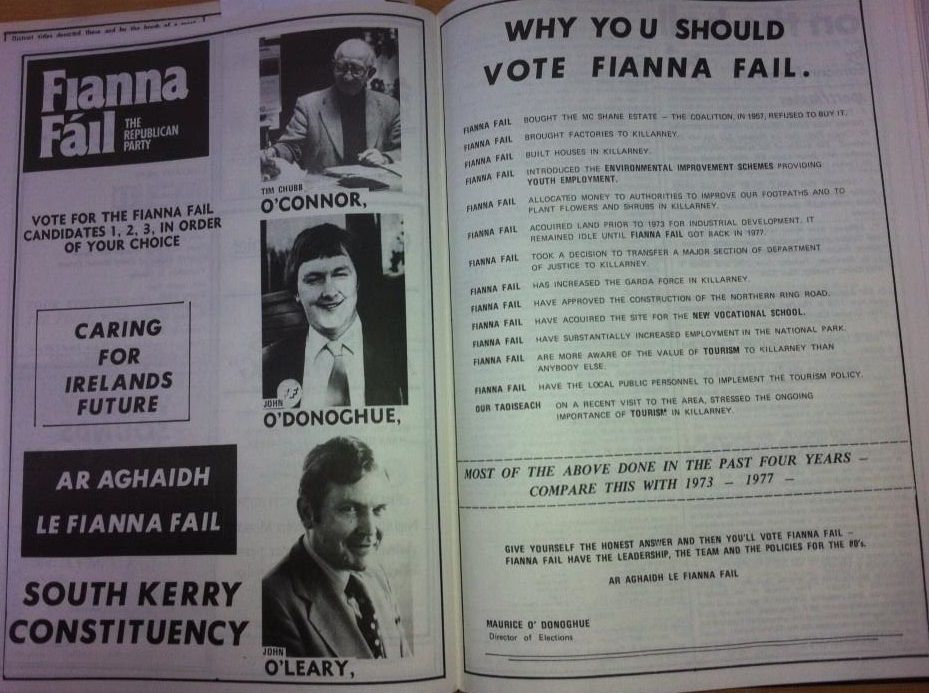 District titles deserted these and by the break of a mere
Fianna
Fáil THE
REPUBLICAN
PARTY
VOTE FOR THE FIANNA FAIL
CANDIDATES 1, 2, 3, IN ORDER
OF YOUR CHOICE
CARING
FOR
IRELANDS
FUTURE
AR AGHAIDH
LE FIANNA FAIL
SOUTH KERRY
CONSTITUENCY
TIM CHUBB
O'CONNOR,
JOHN
FF
O'DONOGHUE,
JOHN
O'LEARY,
WHY YOU SHOULD
VOTE FIANNA FAIL.
FIANNA FAIL BOUGHT THE MC SHANE ESTATE – THE COALITION, IN 1957, REFUSED TO BUY IT.
FIANNA FAIL BROUGHT FACTORIES TO KILLARNEY.
FIANNA FAIL BUILT HOUSES IN KILLARNEY.
FIANNA FAIL INTRODUCED THE ENVIRONMENTAL IMPROVEMENT SCHEMES PROVIDING
YOUTH EMPLOYMENT.
FIANNA FAIL ALLOCATED MONEY TO AUTHORITIES TO IMPROVE OUR FOOTPATHS AND TO
PLANT FLOWERS AND SHRUBS IN KILLARNEY.
FIANNA FAIL ACQUIRED LAND PRIOR TO 1973 FOR INDUSTRIAL DEVELOPMENT. IT
REMAINED IDLE UNTIL FIANNA FAIL GOT BACK IN 1977.
FIANNA FAIL TOOK A DECISION TO TRANSFER A MAJOR SECTION OF DEPARTMENT
OF JUSTICE TO KILLARNEY.
FIANNA FAIL HAS INCREASED THE GARDA FORCE IN KILLARNEY.
FIANNA FAIL HAVE APPROVED THE CONSTRUCTION OF THE NORTHERN RING ROAD.
FIANNA FAIL HAVE ACQUIRED THE SITE FOR THE NEW VOCATIONAL SCHOOL.
FIANNA FAIL HAVE SUBSTANTIALLY INCREASED EMPLOYMENT IN THE NATIONAL PARK.
FIANNA FAIL ARE MORE AWARE OF THE VALUE OF TOURISM TO KILLARNEY THAN
ANYBODY ELSE.
FIANNA FAIL HAVE THE LOCAL PUBLIC PERSONNEL TO IMPLEMENT THE TOURISM POLICY.
OUR TAOISEACH ON A RECENT VISIT TO THE AREA, STRESSED THE ONGOING
IMPORTANCE OF TOURISM IN KILLARNEY.
MOST OF THE ABOVE DONE IN THE PAST FOUR YEARS –
COMPARE THIS WITH 1973 – 1977 –
GIVE YOURSELF THE HONEST ANSWER AND THEN YOU'LL VOTE FIANNA FAIL –
FIANNA FAIL HAVE THE LEADERSHIP, THE TEAM AND THE POLICIES FOR THE 80's.
AR AGHAIDH LE FIANNA FAIL
MAURICE O' DONOGHUE
Director of Elections